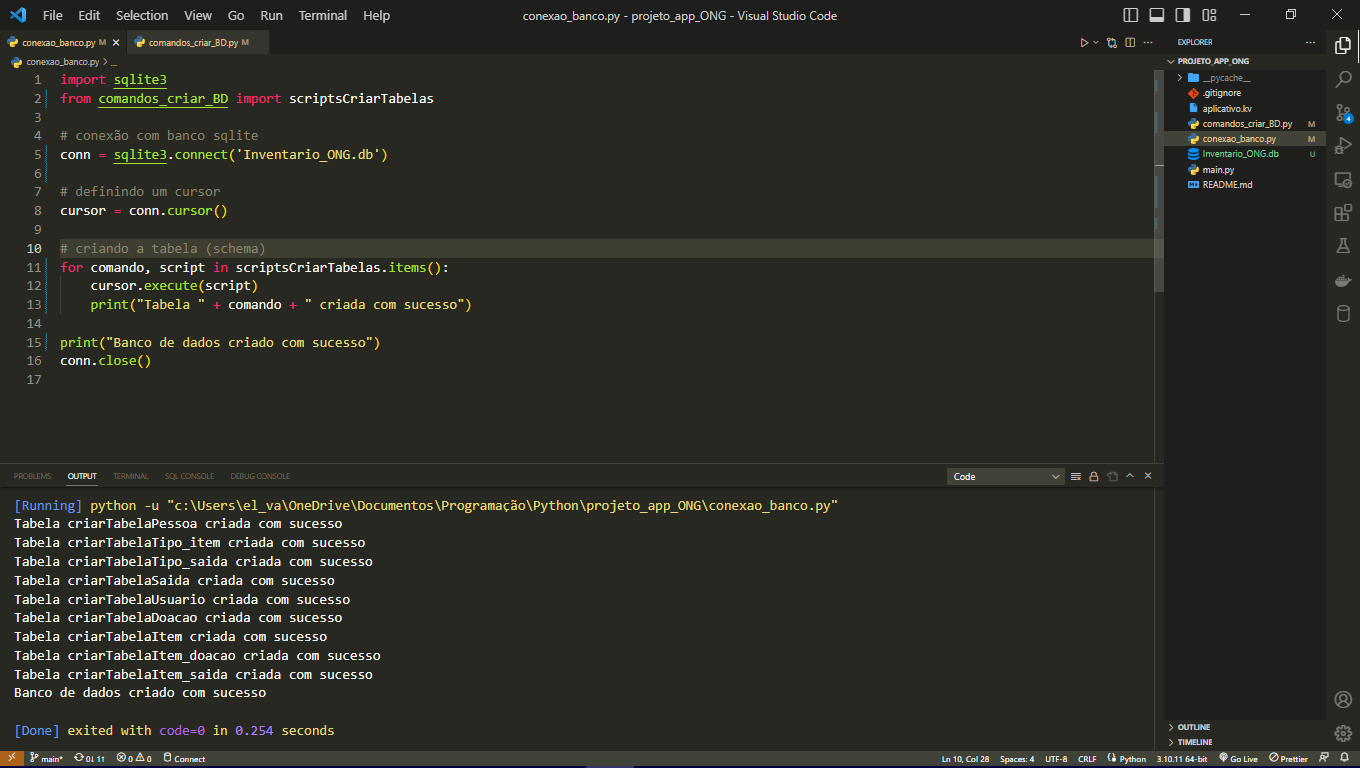 File Edit Selection View Go Run Terminal Help
conexao_banco.py - projeto_app_ONG - Visual Studio Code
conexao_banco.py M
comandos_criar_BD.py M
conexao_banco.py > ...
1 import sqlite3
2 from comandos_criar_BD import scriptsCriarTabelas
3
4 # conexão com banco sqlite
5 conn = sqlite3.connect('Inventario_ONG.db')
6
7 # definindo um cursor
8 cursor = conn.cursor()
9
10 # criando a tabela (schema)
11 for comando, script in scriptsCriarTabelas.items():
12 cursor.execute(script)
13 print("Tabela " + comando + " criada com sucesso")
14
15 print("Banco de dados criado com sucesso")
16 conn.close()
17
EXPLORER
PROJETO_APP_ONG
__pycache__
.gitignore
aplicativo.kv
comandos_criar_BD.py M
conexao_banco.py M
Inventario_ONG.db U
main.py
README.md
OUTLINE
TIMELINE
4
PROBLEMS OUTPUT TERMINAL SQL CONSOLE DEBUG CONSOLE
Code
[Running] python -u "c:\Users\el_va\OneDrive\Documentos\Programação\Python\projeto_app_ONG\conexao_banco.py"
Tabela criarTabelaPessoa criada com sucesso
Tabela criarTabelaTipo_item criada com sucesso
Tabela criarTabelaTipo_saida criada com sucesso
Tabela criarTabelaSaida criada com sucesso
Tabela criarTabelaUsuario criada com sucesso
Tabela criarTabelaDoacao criada com sucesso
Tabela criarTabelaItem criada com sucesso
Tabela criarTabelaItem_doacao criada com sucesso
Tabela criarTabelaItem_saida criada com sucesso
Banco de dados criado com sucesso
[Done] exited with code=0 in 0.254 seconds
main* 0↓ 1↑ 0 0 Connect
Ln 10, Col 28 Spaces: 4 UTF-8 CRLF Python 3.10.11 64-bit Go Live Prettier